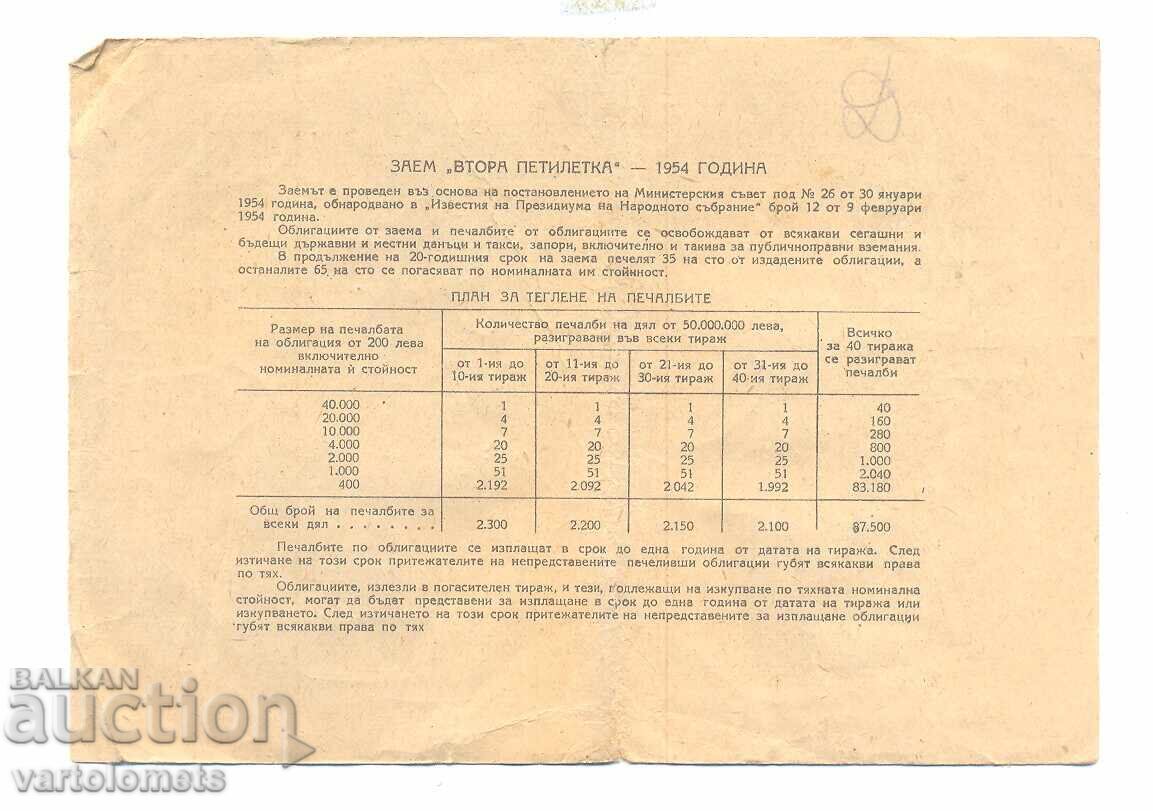 ЗАЕМ „ВТОРА ПЕТИЛЕТКА“ — 1954 ГОДИНА
Заемът е проведен въз основа на постановлението на Министерския съвет под № 26 от 30 януари
1954 година, обнародвано в „Известия на Президиума на Народното събрание“ брой 12 от 9 февруари
1954 година.
Облигациите от заема и печалбите от облигациите се освобождават от всякакви сегашни и
бъдещи държавни и местни данъци и такси, запори, включително и такива за публичноправни вземания.
В продължение на 20-годишния срок на заема печелят 35 на сто от издадените облигации, а
останалите 65 на сто се погасяват по номиналната им стойност.
ПЛАН ЗА ТЕГЛЕНЕ НА ПЕЧАЛБИТЕ
Размер на печалбата
на облигация от 200 лева
включително
номиналната ѝ стойност
Количество печалби на дял от 50.000.000 лева,
разигравани във всеки тираж
Всичко
за 40 тиража
се разиграват
печалби
от 1-ия до
10-ия тираж
от 11-ия до
20-ия тираж
от 21-ия до
30-ия тираж
от 31-ия до
40-ия тираж
40.000 1 1 1 1 40
20.000 4 4 4 4 160
10.000 7 7 7 7 280
4.000 20 20 20 20 800
2.000 25 25 25 25 1.000
1.000 51 51 51 51 2.040
400 2.192 2.092 2.042 1.992 83.180
Общ брой на печалбите за
всеки дял . . . . . . . . 2.300 2.200 2.150 2.100 87.500
Печалбите по облигациите се изплащат в срок до една година от датата на тиража. След
изтичане на този срок притежателите на непредставените печеливши облигации губят всякакви права
по тях.
Облигациите, излезли в погасителен тираж, и тези, подлежащи на изкупване по тяхната номинална
стойност, могат да бъдат представени за изплащане в срок до една година от датата на тиража или
изкупването. След изтичането на този срок притежателите на непредставените за изплащане облигации
губят всякакви права по тях
BALKAN
auction
vartolomets